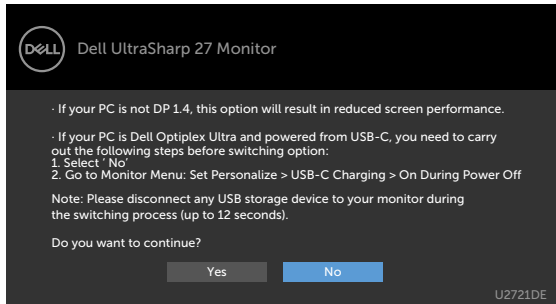 DELL
Dell UltraSharp 27 Monitor
· If your PC is not DP 1.4, this option will result in reduced screen performance.
· If your PC is Dell Optiplex Ultra and powered from USB-C, you need to carry
out the following steps before switching option:
1. Select ‘ No’
2. Go to Monitor Menu: Set Personalize > USB-C Charging > On During Power Off
Note: Please disconnect any USB storage device to your monitor during
the switching process (up to 12 seconds).
Do you want to continue?
Yes No
U2721DE